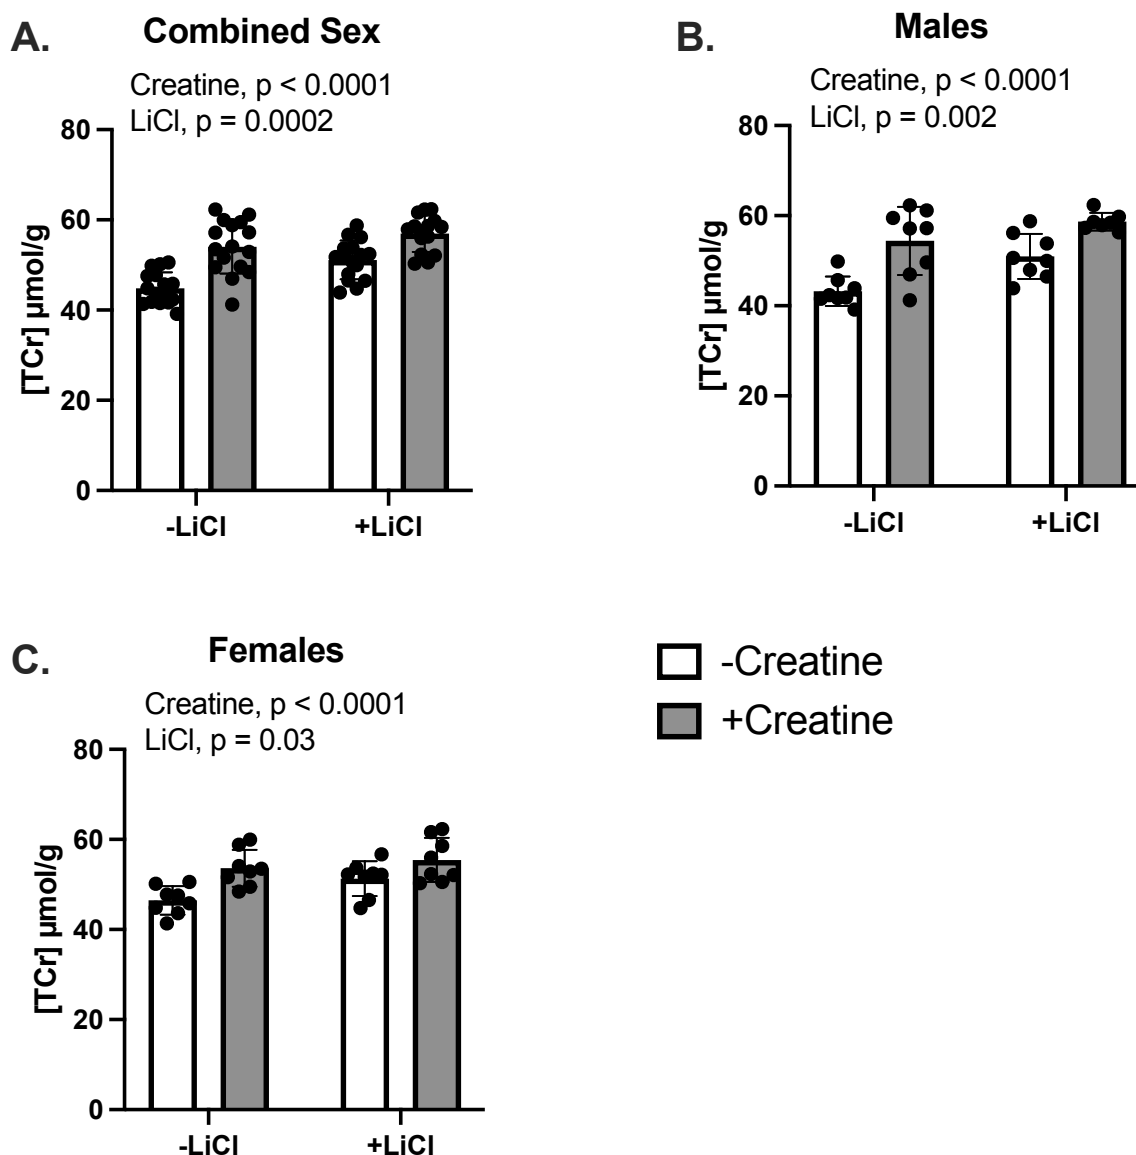 A.
Combined Sex
Creatine, p < 0.0001
LiCl, p = 0.0002
80
60
40
20
0
[TCr] µmol/g
-LiCl
+LiCl
B.
Males
Creatine, p < 0.0001
LiCl, p = 0.002
80
60
40
20
0
[TCr] µmol/g
-LiCl
+LiCl
C.
Females
Creatine, p < 0.0001
LiCl, p = 0.03
80
60
40
20
0
[TCr] µmol/g
-LiCl
+LiCl
-Creatine
+Creatine